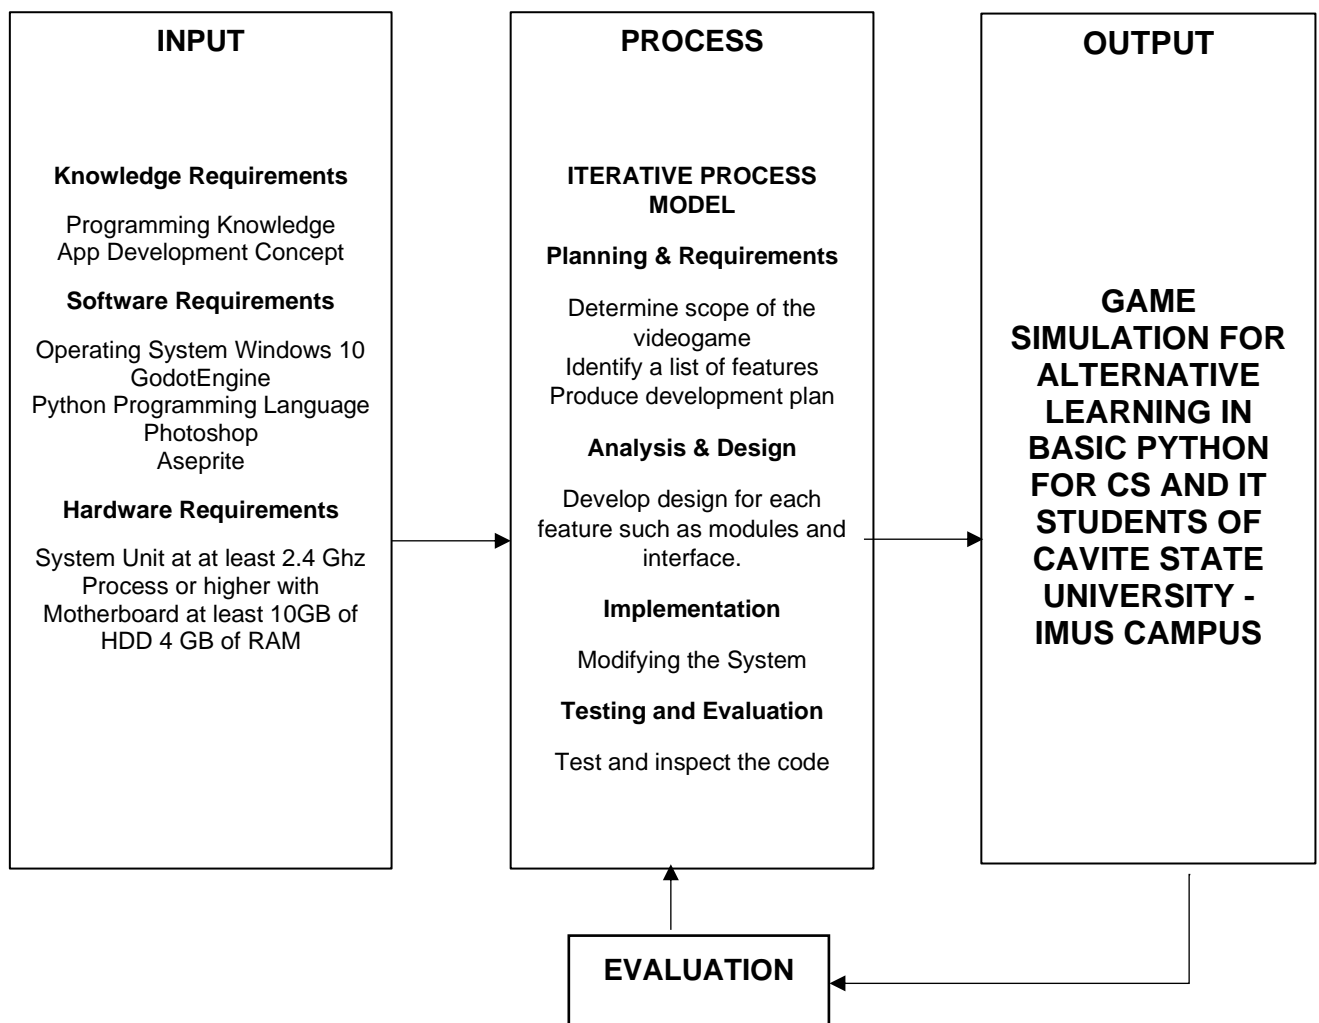 INPUT
Knowledge Requirements
Programming Knowledge
App Development Concept
Software Requirements
Operating System Windows 10
GodotEngine
Python Programming Language
Photoshop
Aseprite
Hardware Requirements
System Unit at at least 2.4 Ghz
Process or higher with
Motherboard at least 10GB of
HDD 4 GB of RAM
PROCESS
ITERATIVE PROCESS
MODEL
Planning & Requirements
Determine scope of the
videogame
Identify a list of features
Produce development plan
Analysis & Design
Develop design for each
feature such as modules and
interface.
Implementation
Modifying the System
Testing and Evaluation
Test and inspect the code
OUTPUT
GAME
SIMULATION FOR
ALTERNATIVE
LEARNING IN
BASIC PYTHON
FOR CS AND IT
STUDENTS OF
CAVITE STATE
UNIVERSITY -
IMUS CAMPUS
EVALUATION